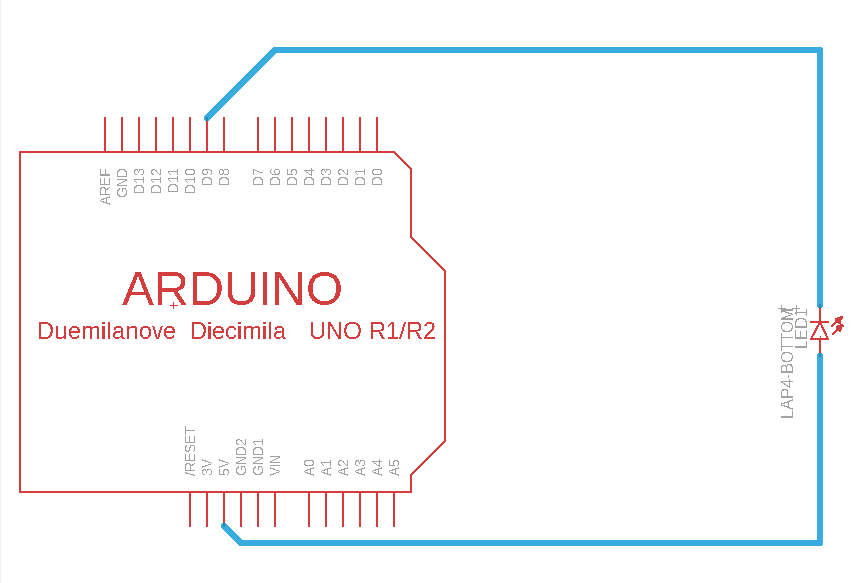 AREF
GND
D13
D12
D11
D10
D9
D8
D7
D6
D5
D4
D3
D2
D1
D0
ARDUINO
Duemilanove Diecimila UNO R1/R2
LAP4-BOTTOM
LED1
/RESET
3V
5V
GND2
GND1
VIN
A0
A1
A2
A3
A4
A5